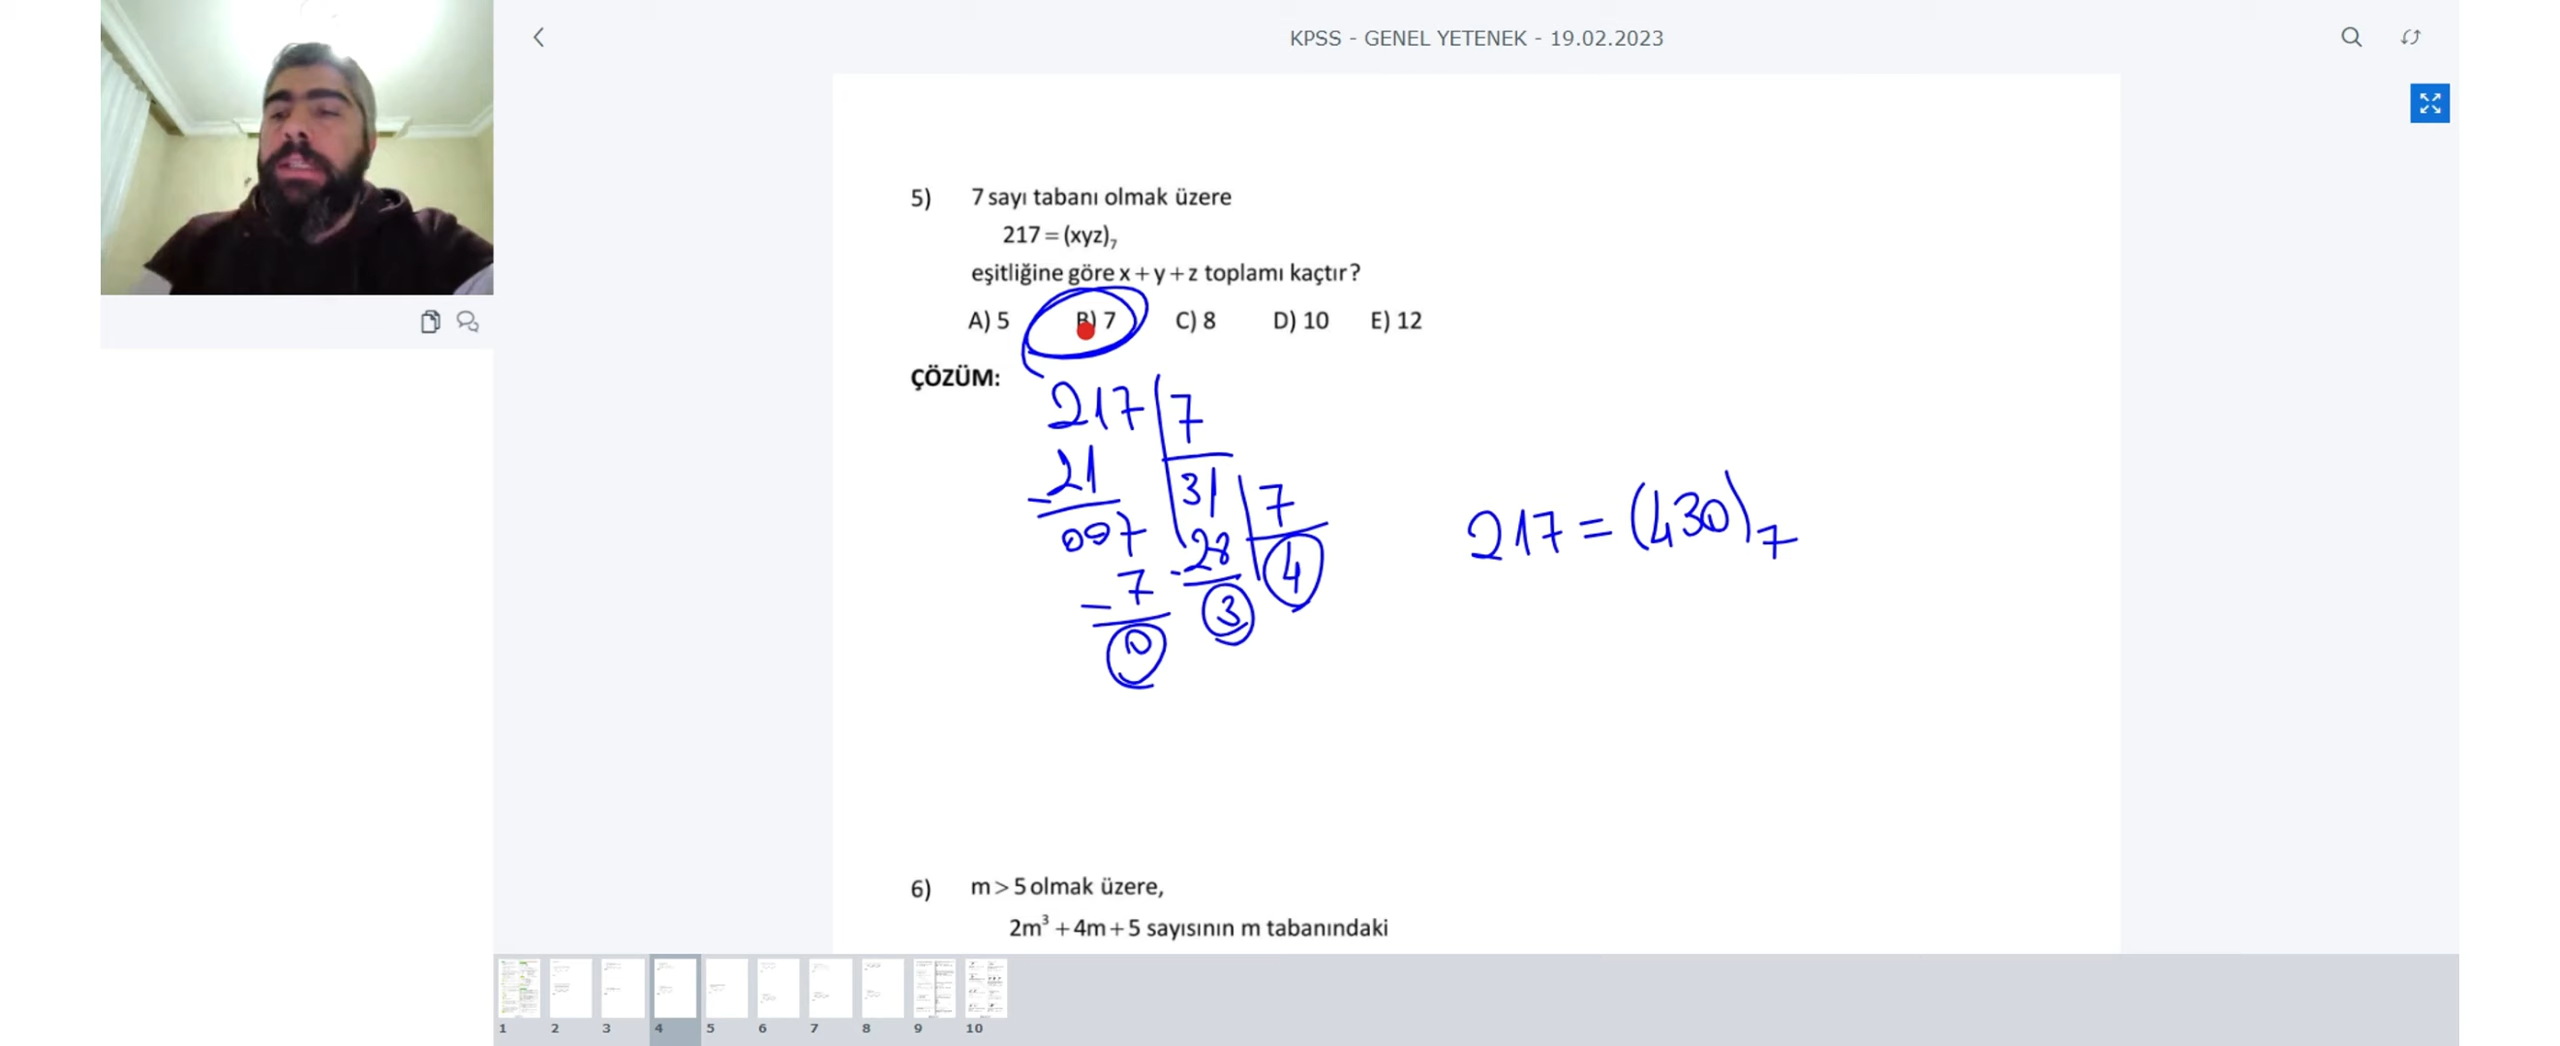 KPSS - GENEL YETENEK - 19.02.2023
5) 7 sayı tabanı olmak üzere
217 = (xyz)₇
eşitliğine göre x + y + z toplamı kaçtır?
A) 5 B) 7 C) 8 D) 10 E) 12
ÇÖZÜM:
217 7
- 21 31 7
007 - 28 4
- 7 3
0
217 = (430)₇
6) m > 5 olmak üzere,
2m³ + 4m + 5 sayısının m tabanındaki
1 2 3 4 5 6 7 8 9 10